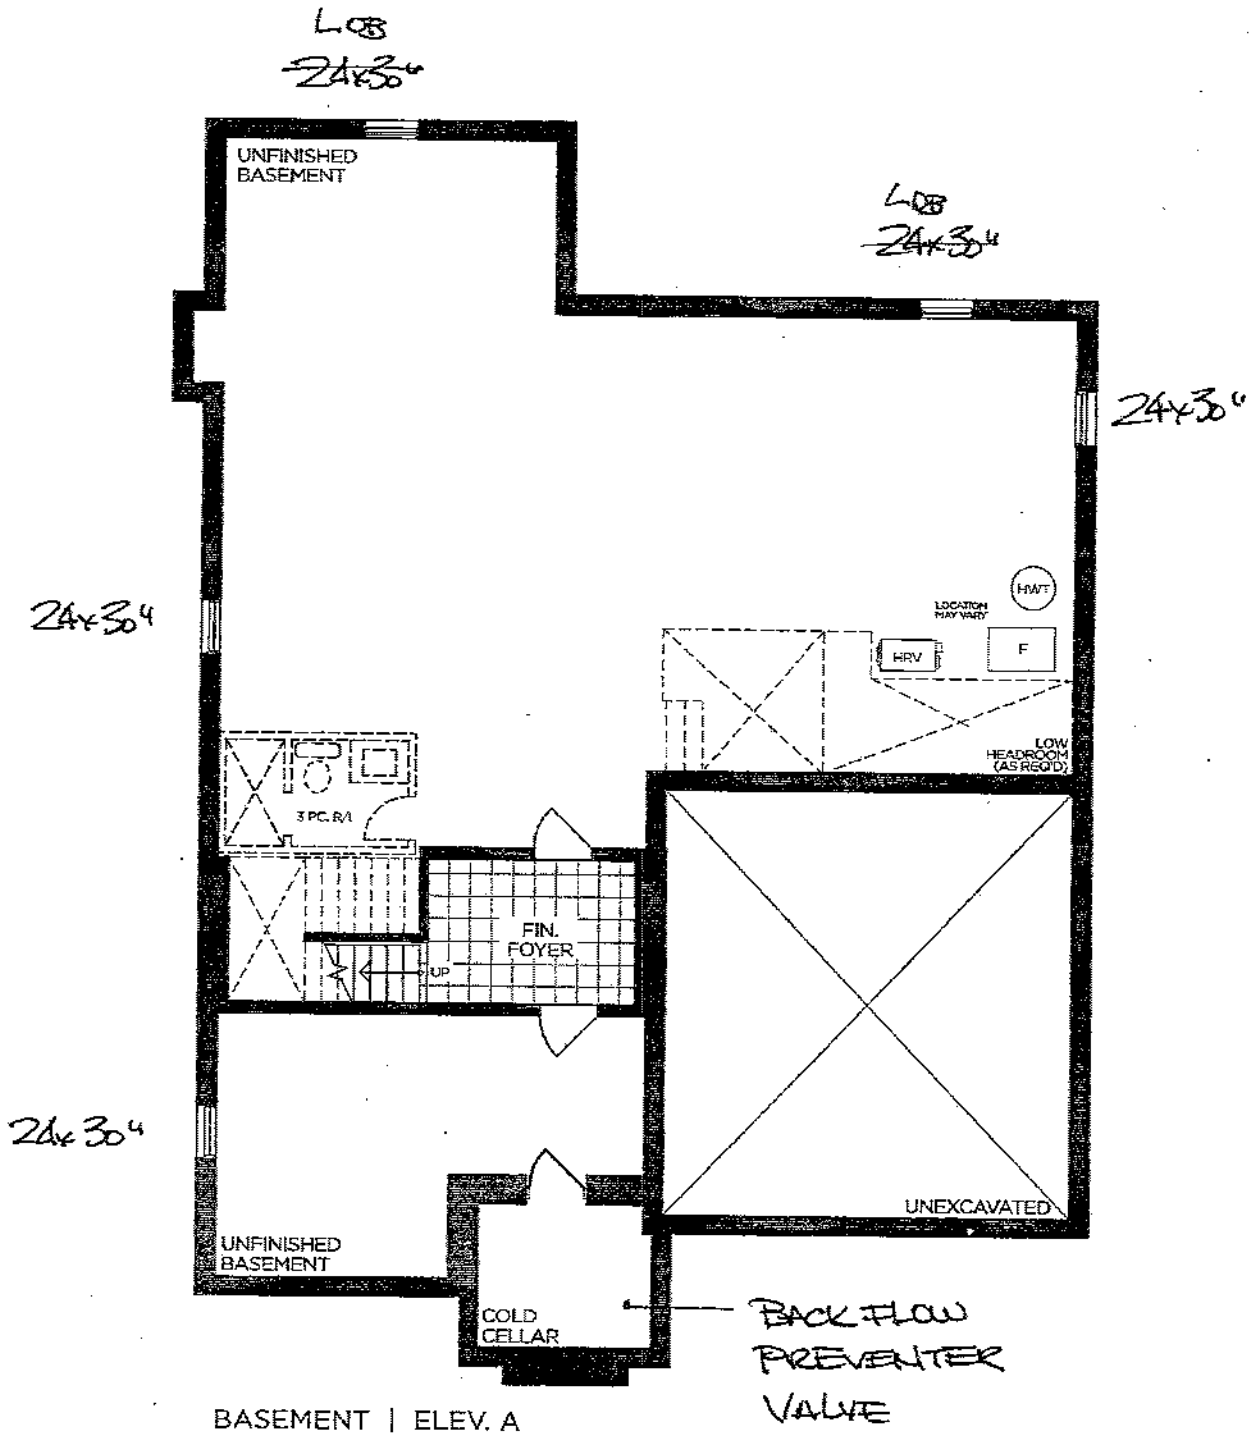 LOB
24x30"
UNFINISHED
BASEMENT
LOB
24x30"
24x30"
24x30"
HWT
LOCATION
MAY VARY
HRV
F
LOW
HEADROOM
(AS REQ'D)
3 PC. R/I
FIN.
FOYER
UP
24x30"
UNEXCAVATED
UNFINISHED
BASEMENT
COLD
CELLAR
BACK FLOW
PREVENTER
VALVE
BASEMENT | ELEV. A